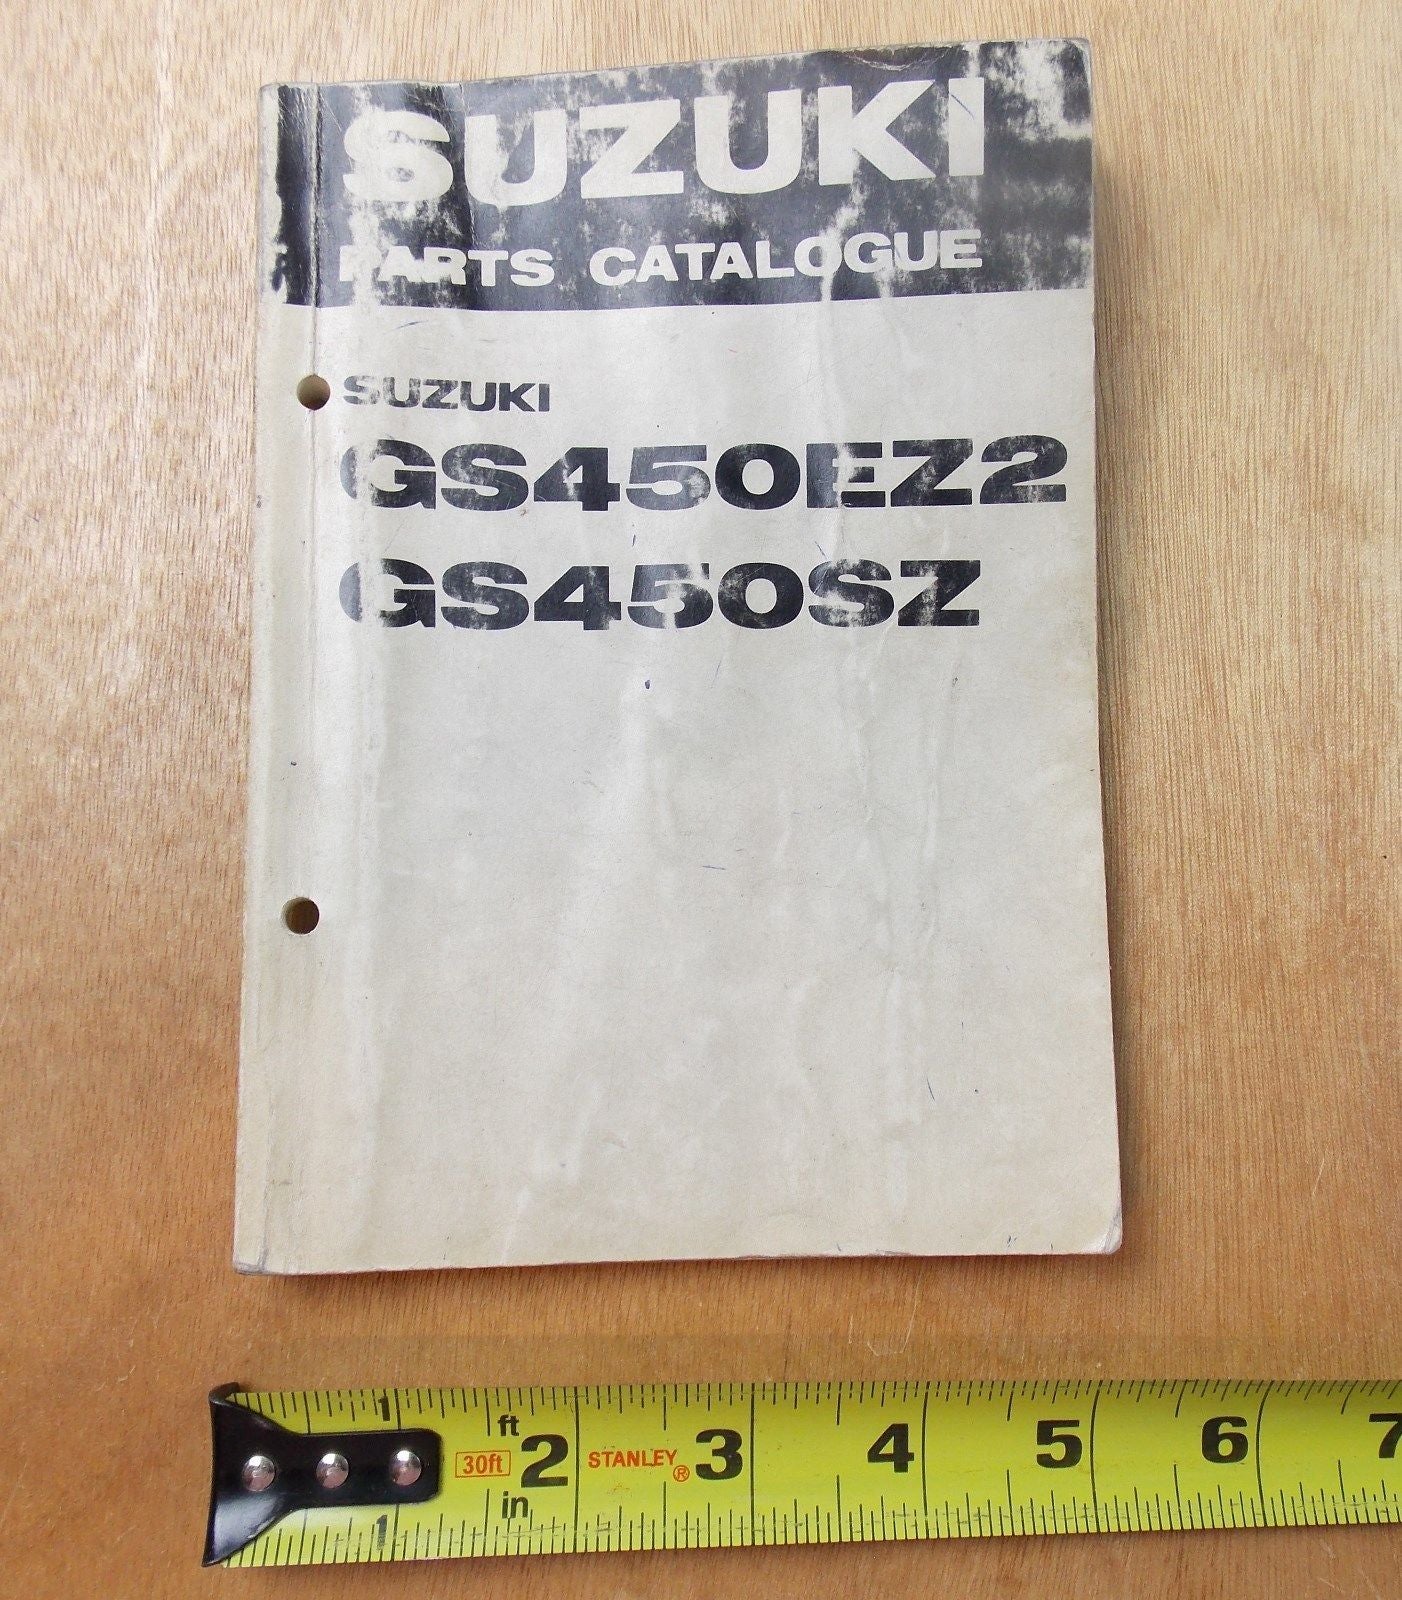 SUZUKI
PARTS CATALOGUE
SUZUKI
GS450EZ2
GS450SZ
1 ft 2 3 4 5 6 7
30ft STANLEY ®
1 in